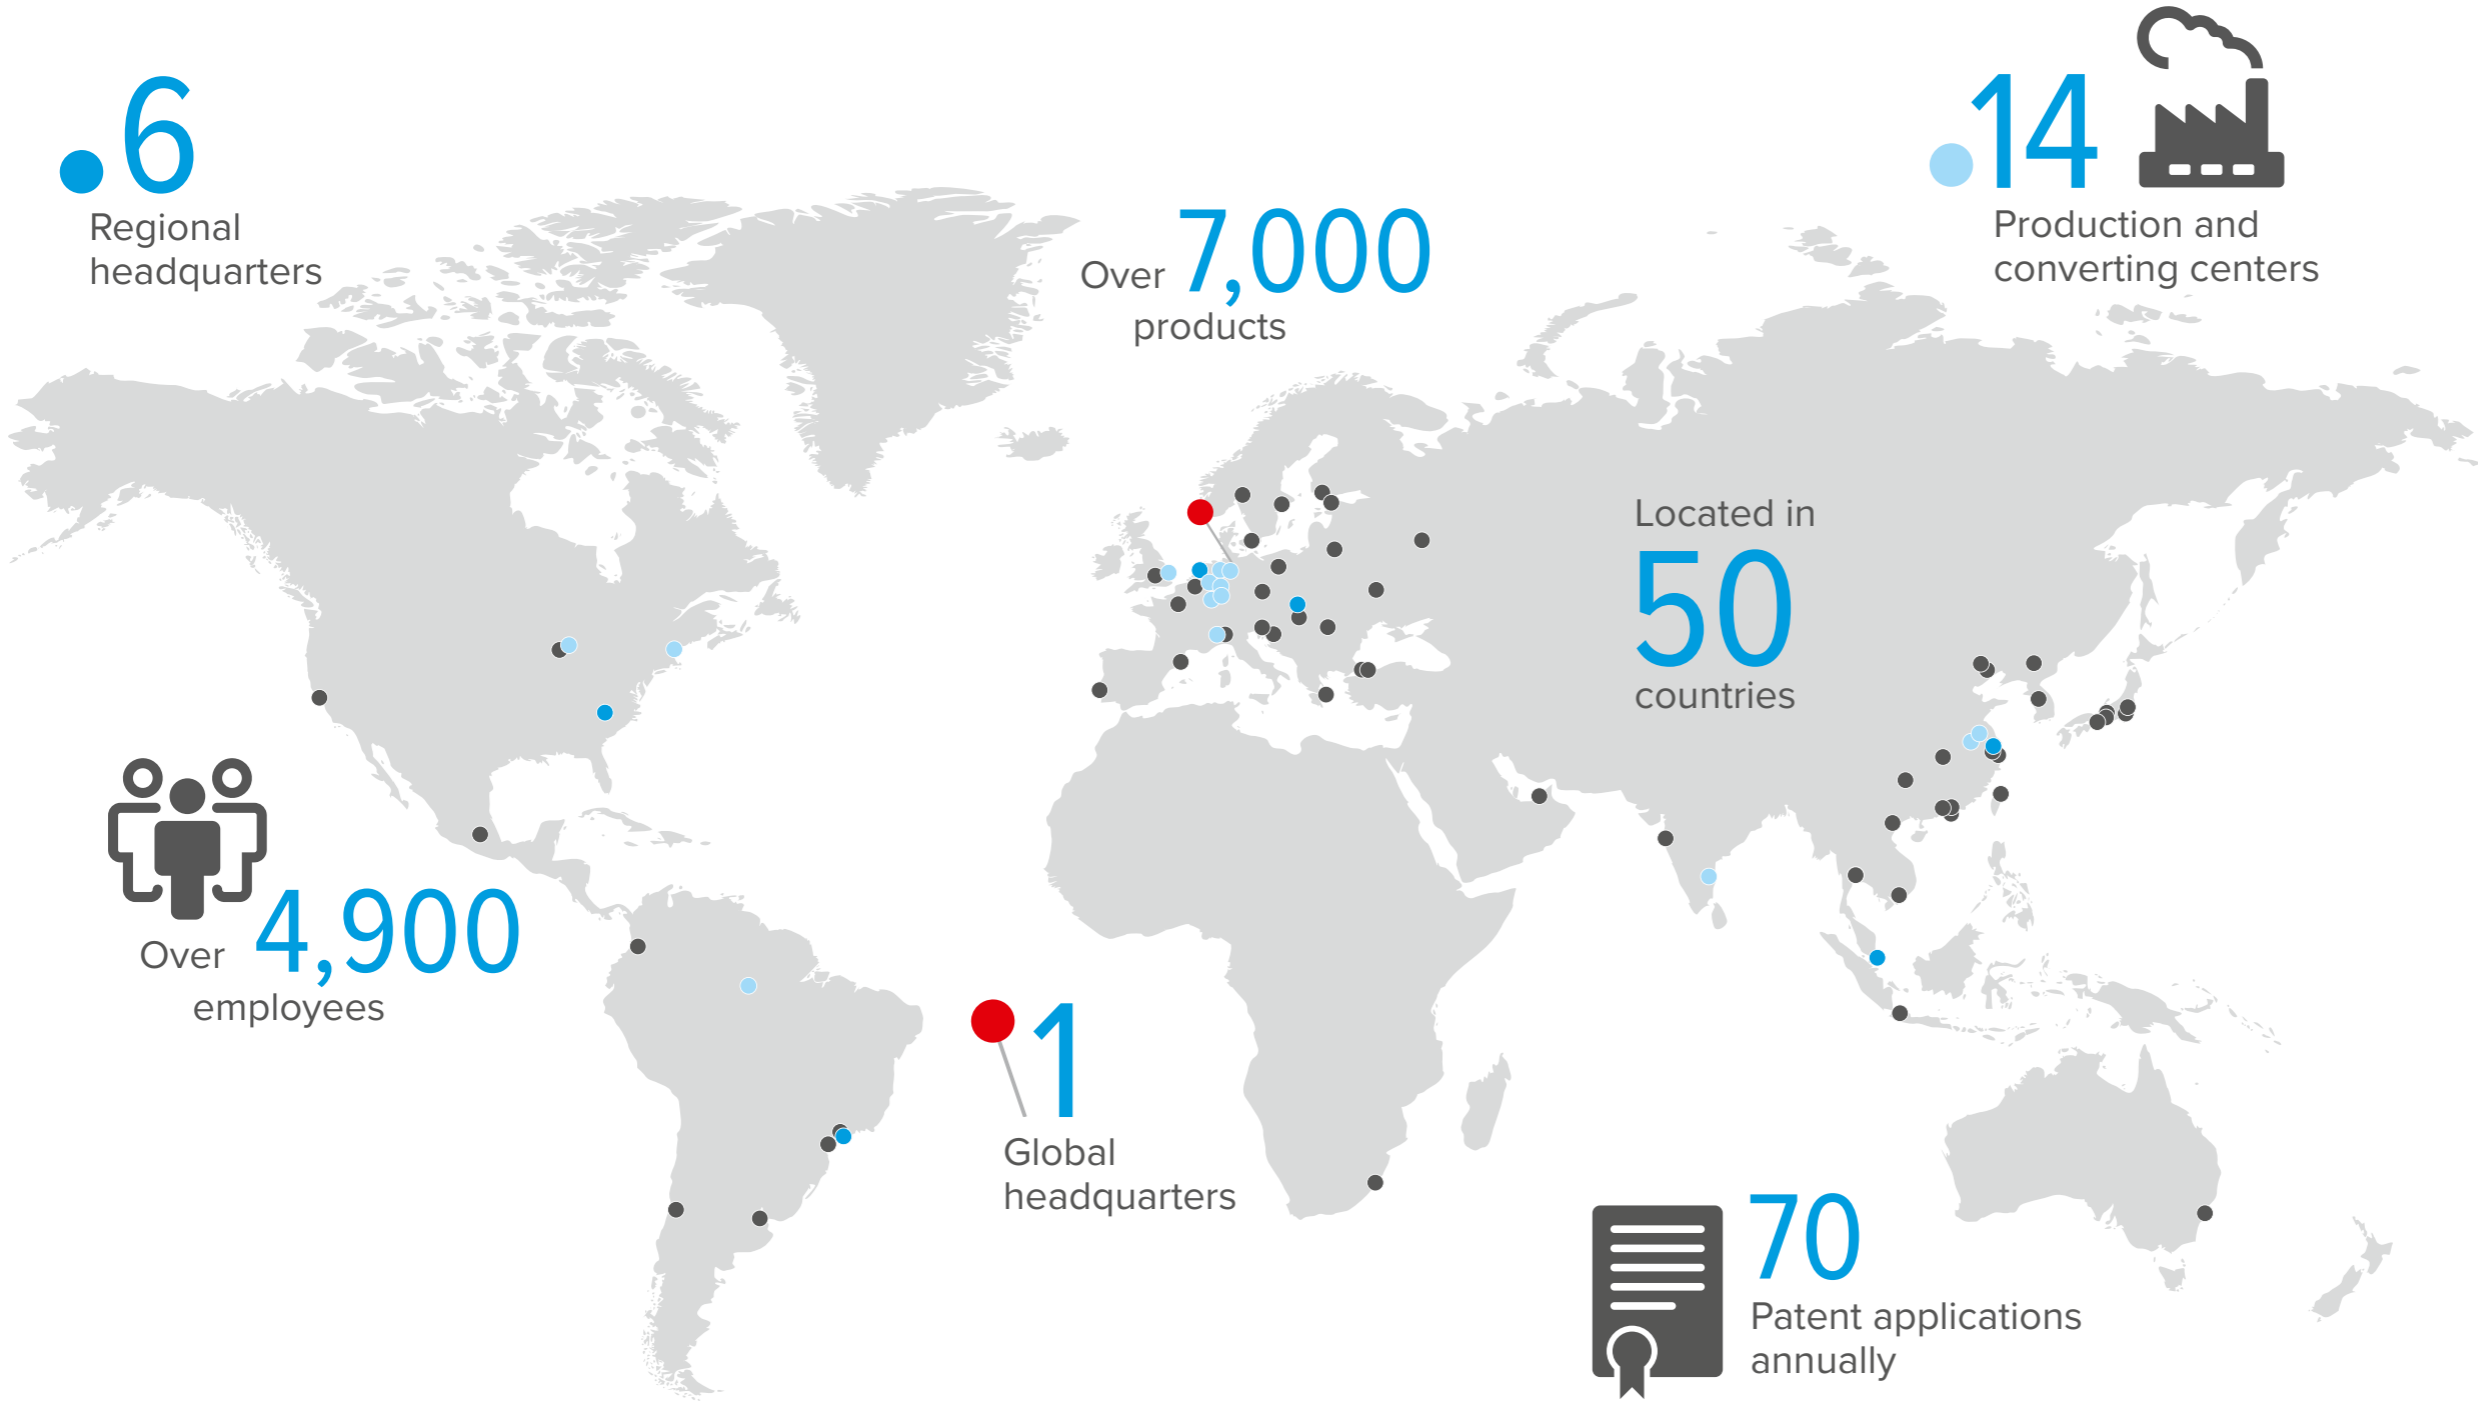 6
Regional
headquarters
Over 7,000
products
14
Production and
converting centers
Located in
50
countries
Over 4,900
employees
1
Global
headquarters
70
Patent applications
annually